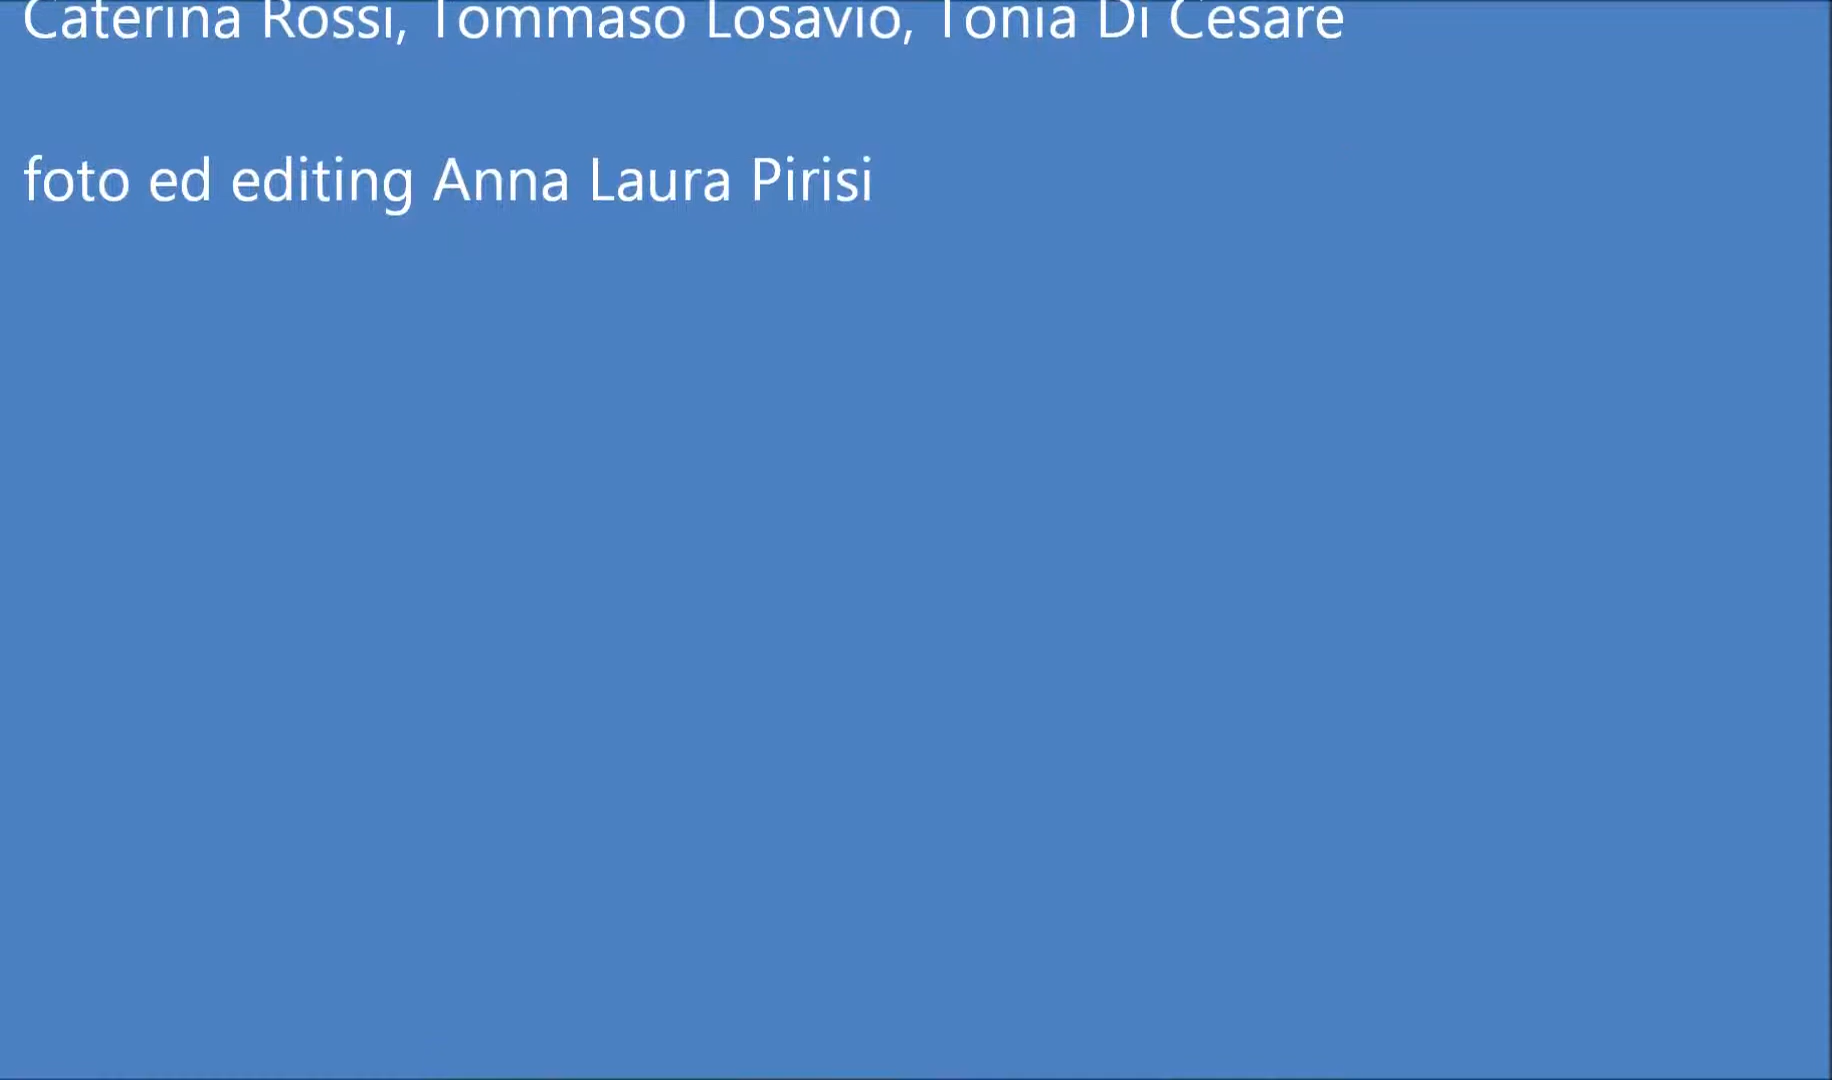 Caterina Rossi, Tommaso Losavio, Tonia Di Cesare
foto ed editing Anna Laura Pirisi